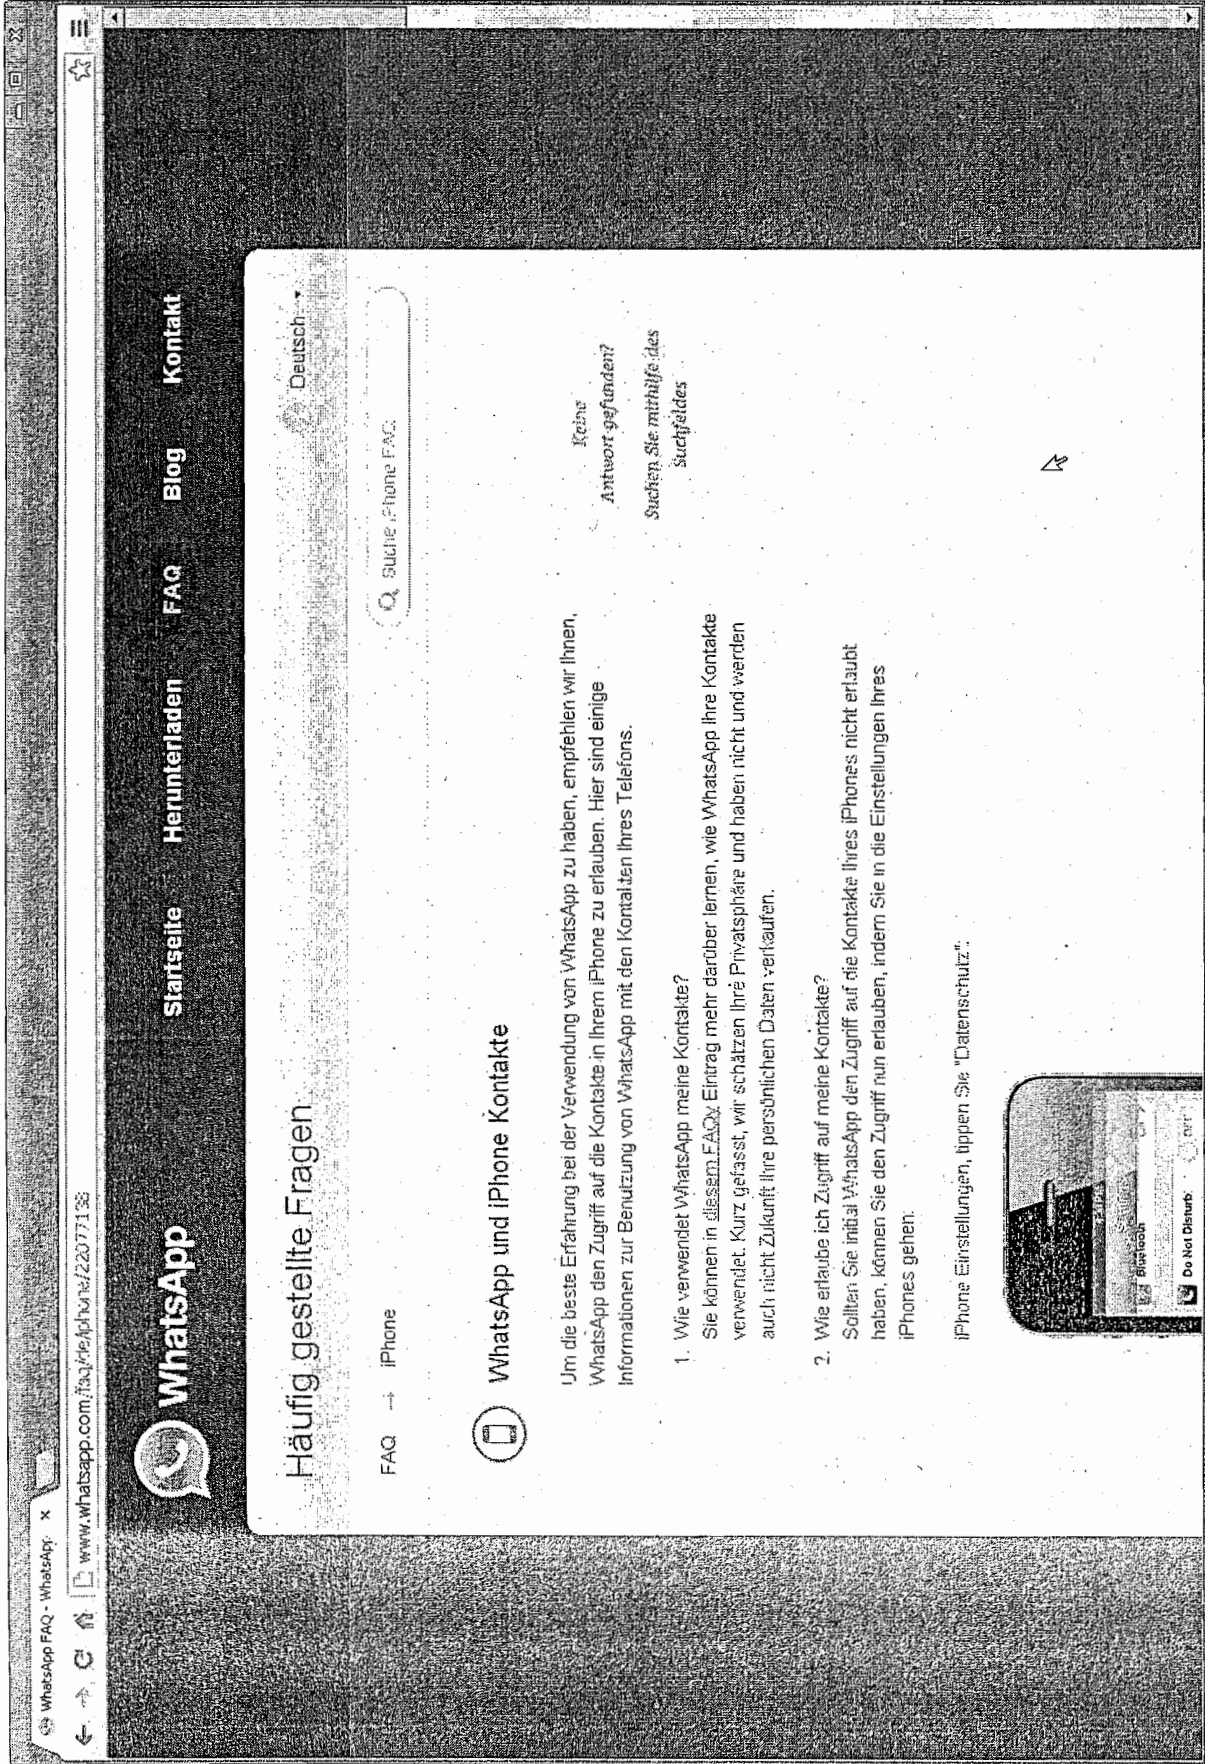 WhatsApp FAQ - WhatsApp
www.whatsapp.com/faq/de/iphone/22077138
WhatsApp
Startseite Herunterladen FAQ Blog Kontakt
Häufig gestellte Fragen
Deutsch
FAQ → iPhone
Suche iPhone FAQ
WhatsApp und iPhone Kontakte
Um die beste Erfahrung bei der Verwendung von WhatsApp zu haben, empfehlen wir Ihnen,
WhatsApp den Zugriff auf die Kontakte in Ihrem iPhone zu erlauben. Hier sind einige
Informationen zur Benutzung von WhatsApp mit den Kontakten Ihres Telefons.
Keine
Antwort gefunden?
Suchen Sie mithilfe des
Suchfeldes
1. Wie verwendet WhatsApp meine Kontakte?
Sie können in diesem FAQ Eintrag mehr darüber lernen, wie WhatsApp Ihre Kontakte
verwendet. Kurz gefasst, wir schätzen Ihre Privatsphäre und haben nicht und werden
auch nicht Zukunft Ihre persönlichen Daten verkaufen.
2. Wie erlaube ich Zugriff auf meine Kontakte?
Sollten Sie initial WhatsApp den Zugriff auf die Kontakte Ihres iPhones nicht erlaubt
haben, können Sie den Zugriff nun erlauben, indem Sie in die Einstellungen Ihres
iPhones gehen:
iPhone Einstellungen, tippen Sie "Datenschutz":
Settings
Bluetooth Off
Do Not Disturb OFF